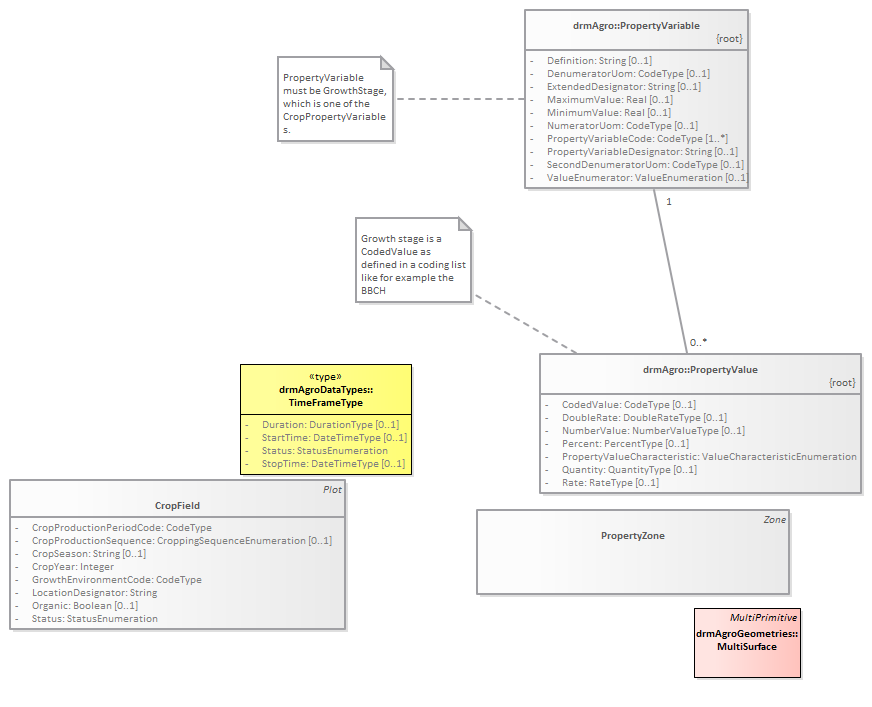 drmAgro::PropertyVariable
{root}
- Definition: String [0..1]
- DenumeratorUom: CodeType [0..1]
- ExtendedDesignator: String [0..1]
- MaximumValue: Real [0..1]
- MinimumValue: Real [0..1]
- NumeratorUom: CodeType [0..1]
- PropertyVariableCode: CodeType [1..*]
- PropertyVariableDesignator: String [0..1]
- SecondDenumeratorUom: CodeType [0..1]
- ValueEnumerator: ValueEnumeration [0..1]
PropertyVariable
must be GrowthStage,
which is one of the
CropPropertyVariable
s.
1
Growth stage is a
CodedValue as
defined in a coding list
like for example the
BBCH
0..*
drmAgro::PropertyValue
{root}
- CodedValue: CodeType [0..1]
- DoubleRate: DoubleRateType [0..1]
- NumberValue: NumberValueType [0..1]
- Percent: PercentType [0..1]
- PropertyValueCharacteristic: ValueCharacteristicEnumeration
- Quantity: QuantityType [0..1]
- Rate: RateType [0..1]
«type»
drmAgroDataTypes::
TimeFrameType
- Duration: DurationType [0..1]
- StartTime: DateTimeType [0..1]
- Status: StatusEnumeration
- StopTime: DateTimeType [0..1]
Plot
CropField
- CropProductionPeriodCode: CodeType
- CropProductionSequence: CroppingSequenceEnumeration [0..1]
- CropSeason: String [0..1]
- CropYear: Integer
- GrowthEnvironmentCode: CodeType
- LocationDesignator: String
- Organic: Boolean [0..1]
- Status: StatusEnumeration
Zone
PropertyZone
MultiPrimitive
drmAgroGeometries::
MultiSurface